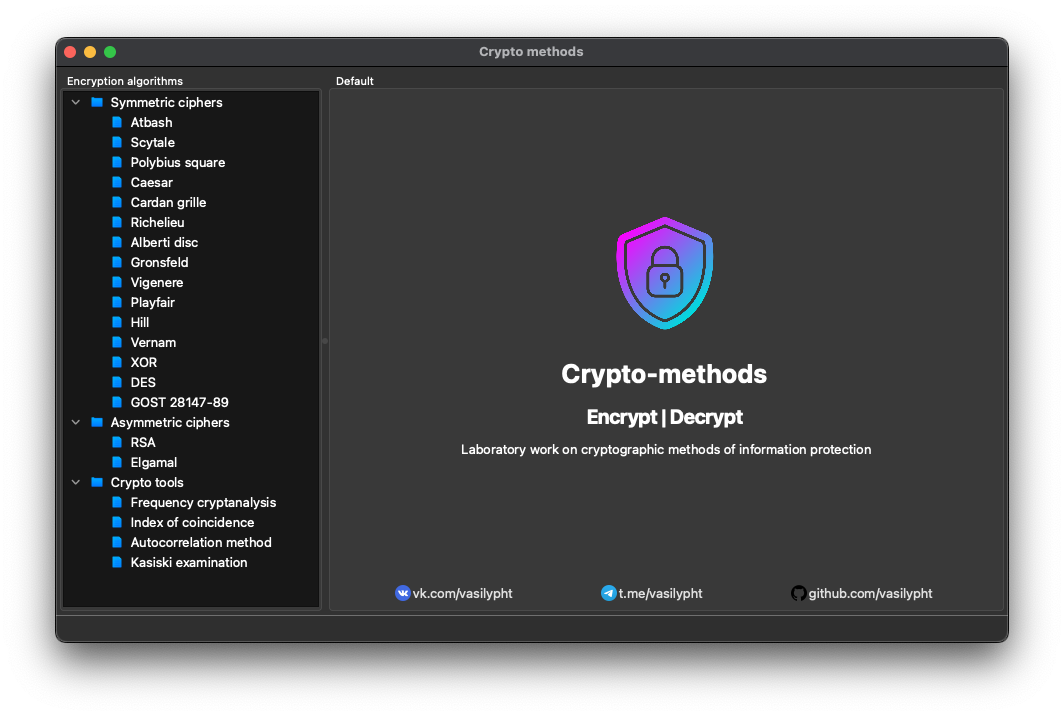 Crypto methods
Encryption algorithms
Symmetric ciphers
Atbash
Scytale
Polybius square
Caesar
Cardan grille
Richelieu
Alberti disc
Gronsfeld
Vigenere
Playfair
Hill
Vernam
XOR
DES
GOST 28147-89
Asymmetric ciphers
RSA
Elgamal
Crypto tools
Frequency cryptanalysis
Index of coincidence
Autocorrelation method
Kasiski examination
Default
Crypto-methods
Encrypt | Decrypt
Laboratory work on cryptographic methods of information protection
vk.com/vasilypht
t.me/vasilypht
github.com/vasilypht